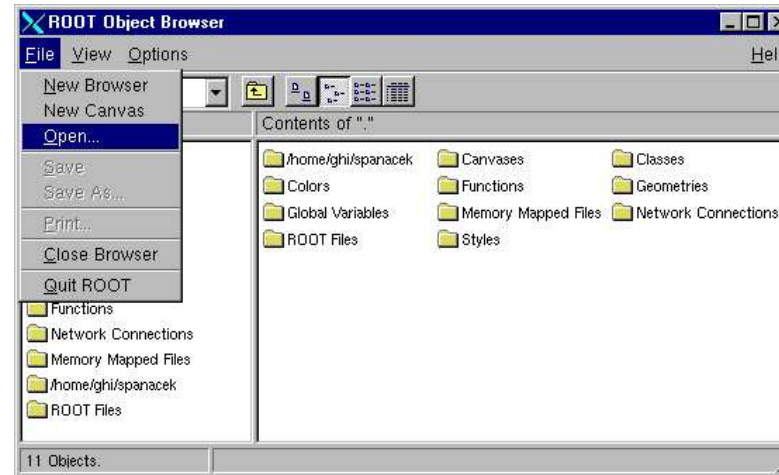 ROOT Object Browser
File View Options Hel
New Browser
New Canvas
Open...
Save
Save As...
Print...
Close Browser
Quit ROOT
Functions
Network Connections
Memory Mapped Files
/home/ghi/spanacek
ROOT Files
Contents of "."
/home/ghi/spanacek Canvases Classes
Colors Functions Geometries
Global Variables Memory Mapped Files Network Connections
ROOT Files Styles
11 Objects.